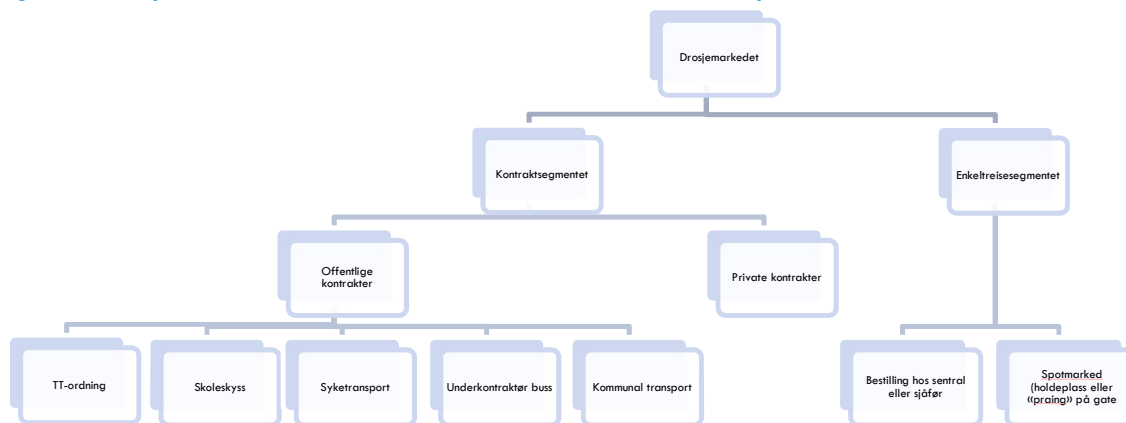 Drosjemarkedet
Kontraktsegmentet
Enkeltreisesegmentet
Offentlige
kontrakter
Private kontrakter
TT-ordning
Skoleskyss
Syketransport
Underkontraktør buss
Kommunal transport
Bestilling hos sentral
eller sjåfør
Spotmarked
(holdeplass eller
«praing» på gate